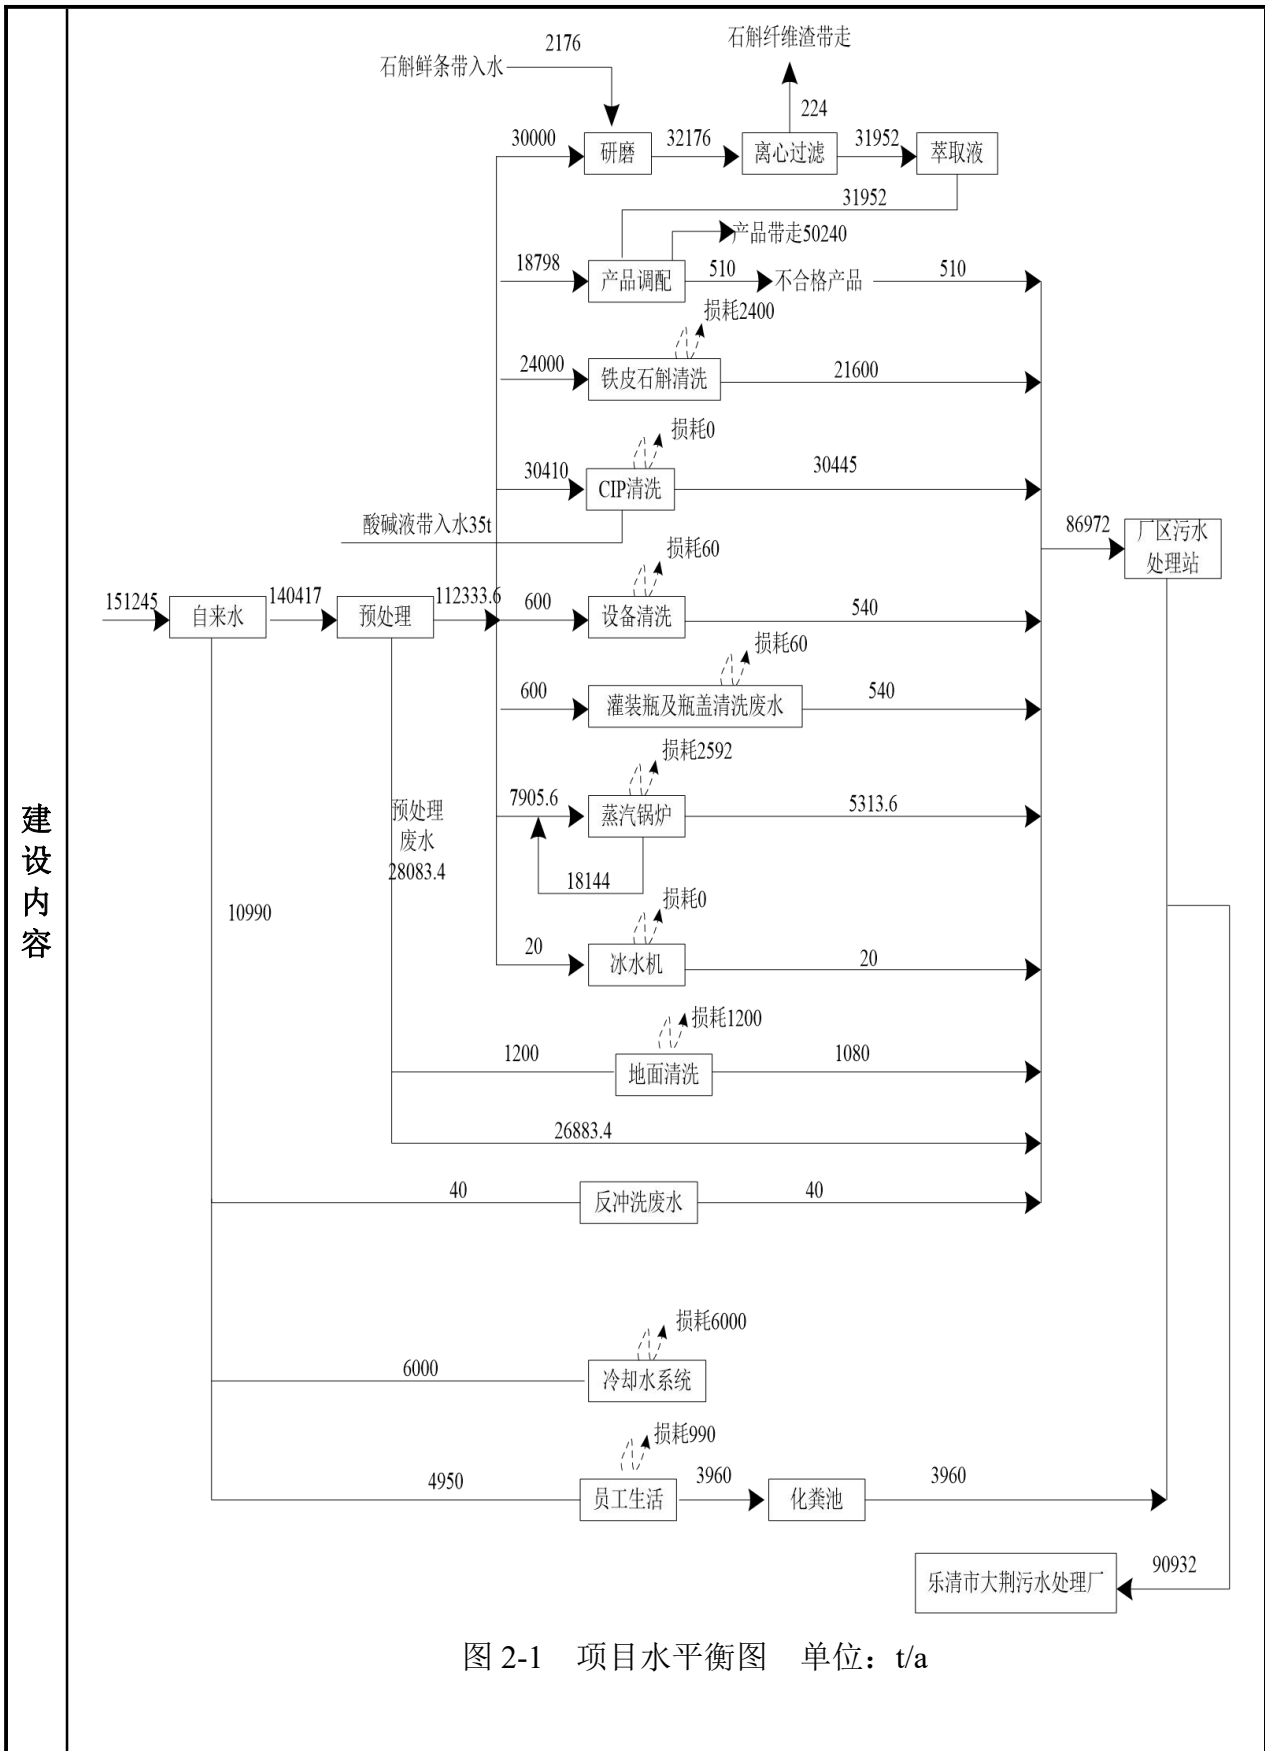 建
设
内
容
石斛鲜条带入水
2176
石斛纤维渣带走
224
30000
研磨
32176
离心过滤
31952
萃取液
31952
产品带走50240
18798
产品调配
510
不合格产品
510
损耗2400
24000
铁皮石斛清洗
21600
损耗0
30410
CIP清洗
30445
酸碱液带入水35t
86972
厂区污水
处理站
损耗60
151245
自来水
140417
预处理
112333.6
600
设备清洗
540
损耗60
600
灌装瓶及瓶盖清洗废水
540
损耗2592
7905.6
蒸汽锅炉
5313.6
预处理
废水
28083.4
18144
10990
损耗0
20
冰水机
20
损耗1200
1200
地面清洗
1080
26883.4
40
反冲洗废水
40
损耗6000
6000
冷却水系统
损耗990
4950
员工生活
3960
化粪池
3960
乐清市大荆污水处理厂
90932
图 2-1 项目水平衡图 单位：t/a